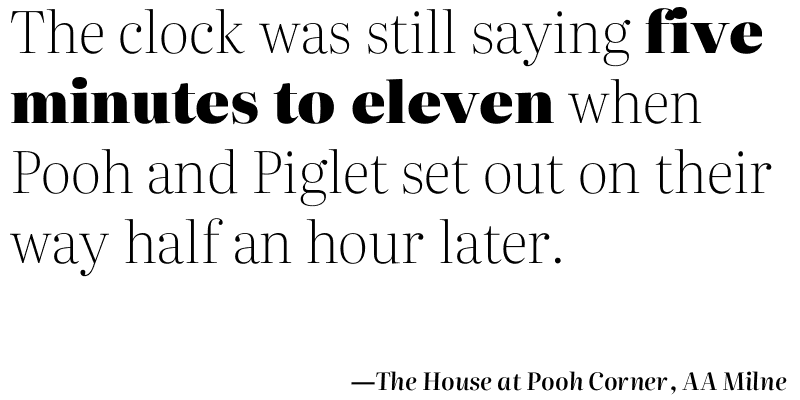 The clock was still saying five
minutes to eleven when
Pooh and Piglet set out on their
way half an hour later.
—The House at Pooh Corner, AA Milne